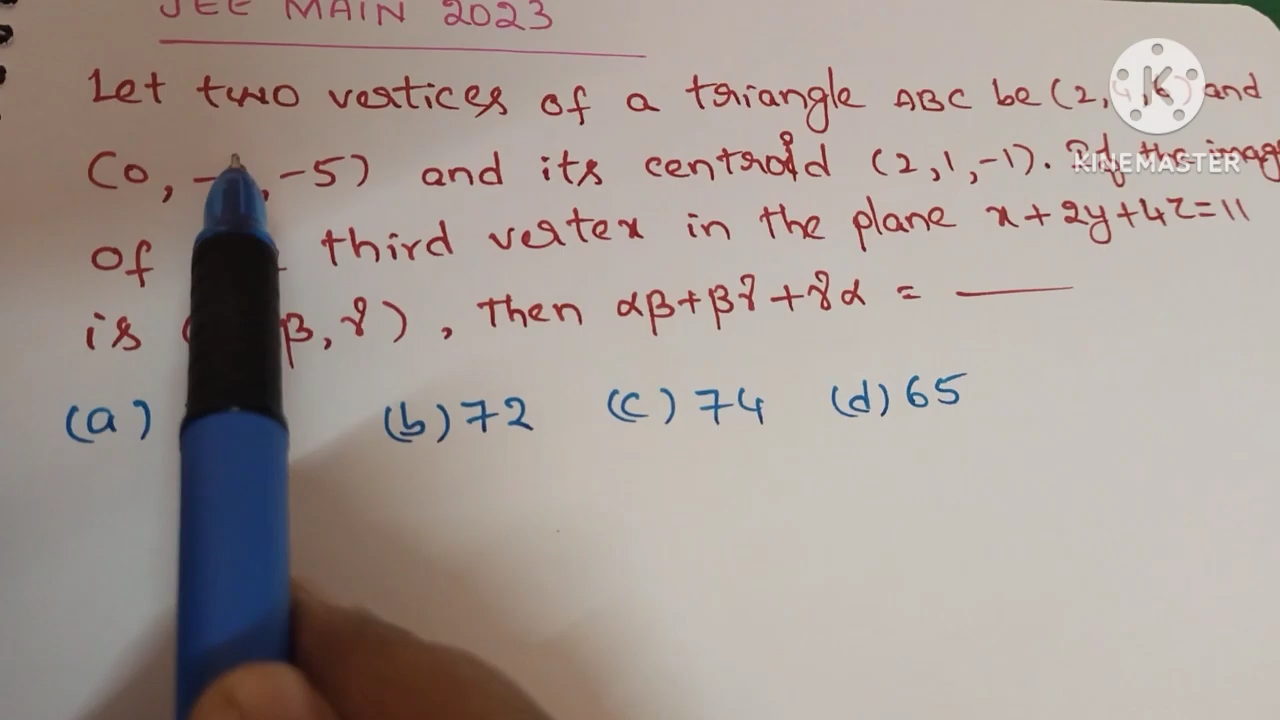 JEE MAIN 2023
Let two vertices of a triangle ABC be (2, 4, 6) and
(0, - , -5) and its centroid (2, 1, -1). If the image
of third vertex in the plane x + 2y + 4z = 11
is ( β, γ), then αβ + βγ + γα =
(a) (b) 72 (c) 74 (d) 65
KINEMASTER